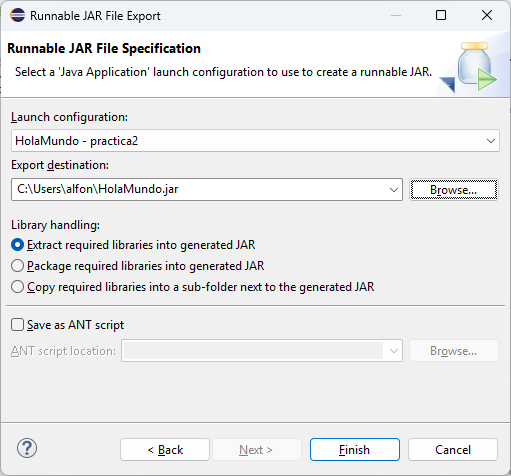 Runnable JAR File Export
Runnable JAR File Specification
Select a 'Java Application' launch configuration to use to create a runnable JAR.
Launch configuration:
HolaMundo - practica2
Export destination:
C:\Users\alfon\HolaMundo.jar
Browse...
Library handling:
Extract required libraries into generated JAR
Package required libraries into generated JAR
Copy required libraries into a sub-folder next to the generated JAR
Save as ANT script
ANT script location:
Browse...
?
< Back
Next >
Finish
Cancel